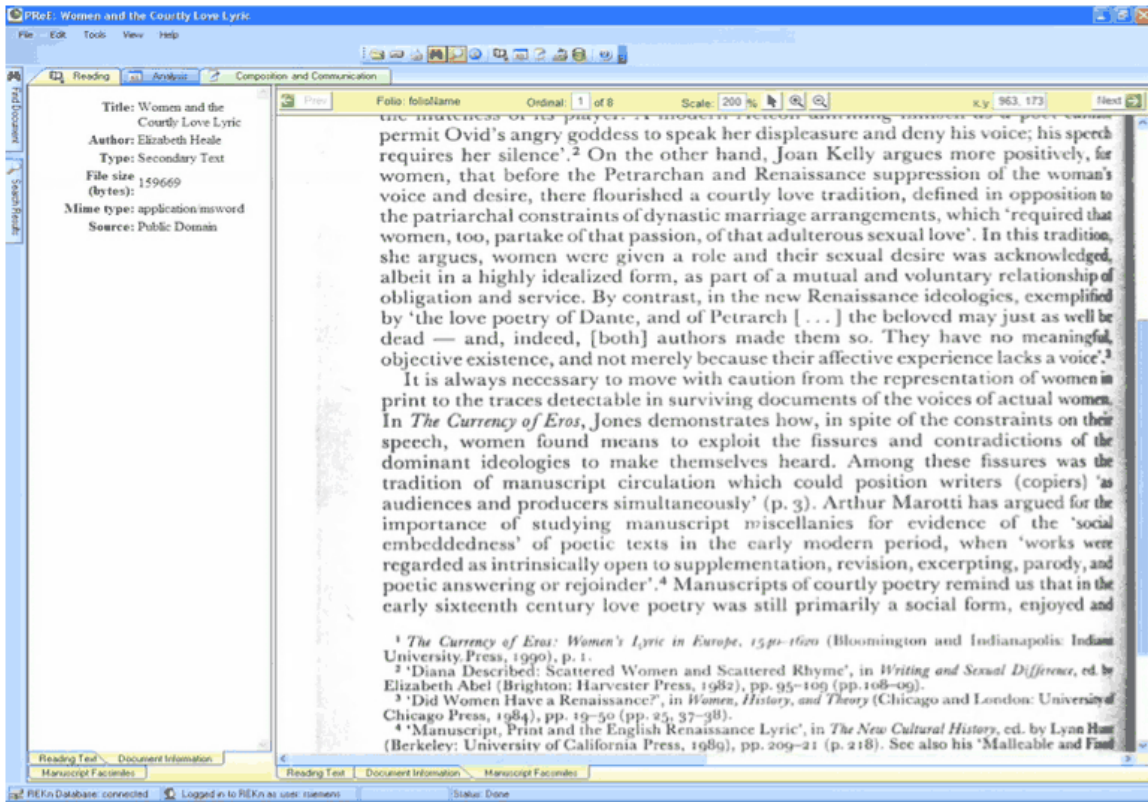 PReE: Women and the Courtly Love Lyric
File Edit Tools View Help
Reading Analysis Composition and Communication
Find Document
Search Results
Title: Women and the
Courtly Love Lyric
Author: Elizabeth Heale
Type: Secondary Text
File size
(bytes): 159669
Mime type: application/msword
Source: Public Domain
Prev Folio: folioName Ordinal: 1 of 8 Scale: 200 % x,y 963, 173 Next
permit Ovid's angry goddess to speak her displeasure and deny his voice; his speech
requires her silence'.² On the other hand, Joan Kelly argues more positively, for
women, that before the Petrarchan and Renaissance suppression of the woman's
voice and desire, there flourished a courtly love tradition, defined in opposition to
the patriarchal constraints of dynastic marriage arrangements, which 'required that
women, too, partake of that passion, of that adulterous sexual love'. In this tradition,
she argues, women were given a role and their sexual desire was acknowledged,
albeit in a highly idealized form, as part of a mutual and voluntary relationship of
obligation and service. By contrast, in the new Renaissance ideologies, exemplified
by 'the love poetry of Dante, and of Petrarch [...] the beloved may just as well be
dead — and, indeed, [both] authors made them so. They have no meaningful,
objective existence, and not merely because their affective experience lacks a voice'.³
It is always necessary to move with caution from the representation of women in
print to the traces detectable in surviving documents of the voices of actual women.
In The Currency of Eros, Jones demonstrates how, in spite of the constraints on their
speech, women found means to exploit the fissures and contradictions of the
dominant ideologies to make themselves heard. Among these fissures was the
tradition of manuscript circulation which could position writers (copiers) 'as
audiences and producers simultaneously' (p. 3). Arthur Marotti has argued for the
importance of studying manuscript miscellanies for evidence of the 'social
embeddedness' of poetic texts in the early modern period, when 'works were
regarded as intrinsically open to supplementation, revision, excerpting, parody, and
poetic answering or rejoinder'.⁴ Manuscripts of courtly poetry remind us that in the
early sixteenth century love poetry was still primarily a social form, enjoyed and
¹ The Currency of Eros: Women's Lyric in Europe, 1540-1620 (Bloomington and Indianapolis: Indiana
University Press, 1990), p. 1.
² 'Diana Described: Scattered Women and Scattered Rhyme', in Writing and Sexual Difference, ed. by
Elizabeth Abel (Brighton: Harvester Press, 1982), pp. 95–109 (pp. 108–09).
³ 'Did Women Have a Renaissance?', in Women, History, and Theory (Chicago and London: University of
Chicago Press, 1984), pp. 19–50 (pp. 25, 37–38).
⁴ 'Manuscript, Print and the English Renaissance Lyric', in The New Cultural History, ed. by Lynn Hunt
(Berkeley: University of California Press, 1989), pp. 209–21 (p. 218). See also his 'Malleable and Fixed
Reading Text Document Information
Manuscript Facsimiles
Reading Text Document Information Manuscript Facsimiles
REKn Database: connected Logged in to REKn as user: rsiemens Status: Done